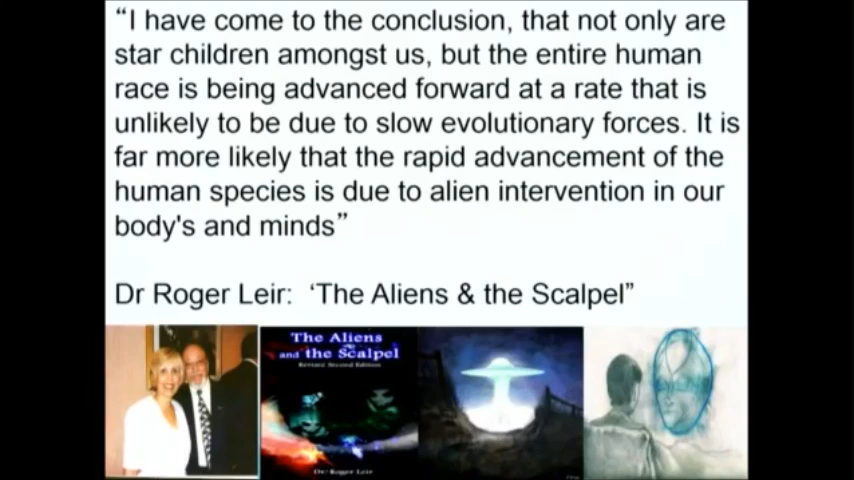 “I have come to the conclusion, that not only are
star children amongst us, but the entire human
race is being advanced forward at a rate that is
unlikely to be due to slow evolutionary forces. It is
far more likely that the rapid advancement of the
human species is due to alien intervention in our
body's and minds”
Dr Roger Leir: ‘The Aliens & the Scalpel”
The Aliens
and the Scalpel
Revised Second Edition
Dr. Roger Leir